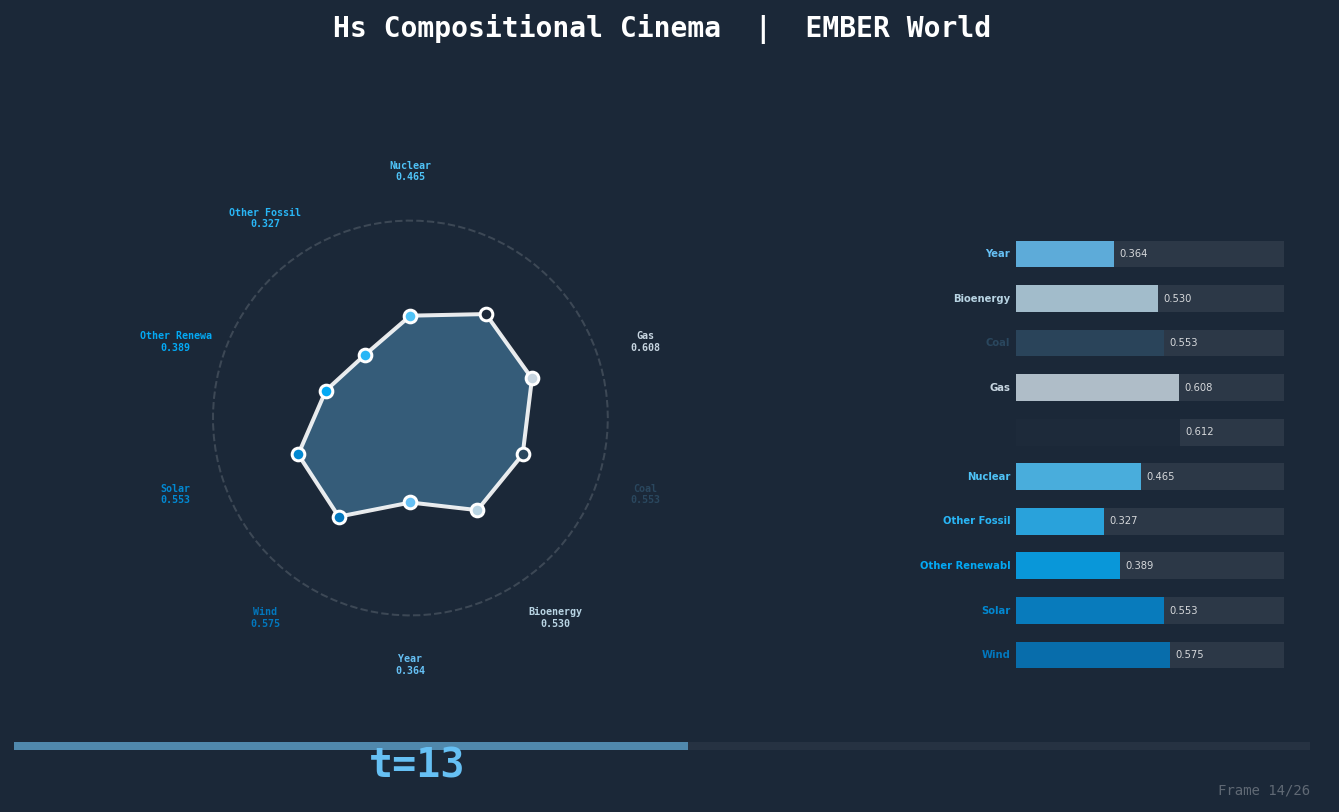 Hs Compositional Cinema | EMBER World
Nuclear
0.465
Other Fossil
0.327
Other Renewa
0.389
Gas
0.608
Solar
0.553
Coal
0.553
Wind
0.575
Bioenergy
0.530
Year
0.364
Year 0.364
Bioenergy 0.530
Coal 0.553
Gas 0.608
0.612
Nuclear 0.465
Other Fossil 0.327
Other Renewabl 0.389
Solar 0.553
Wind 0.575
t=13
Frame 14/26